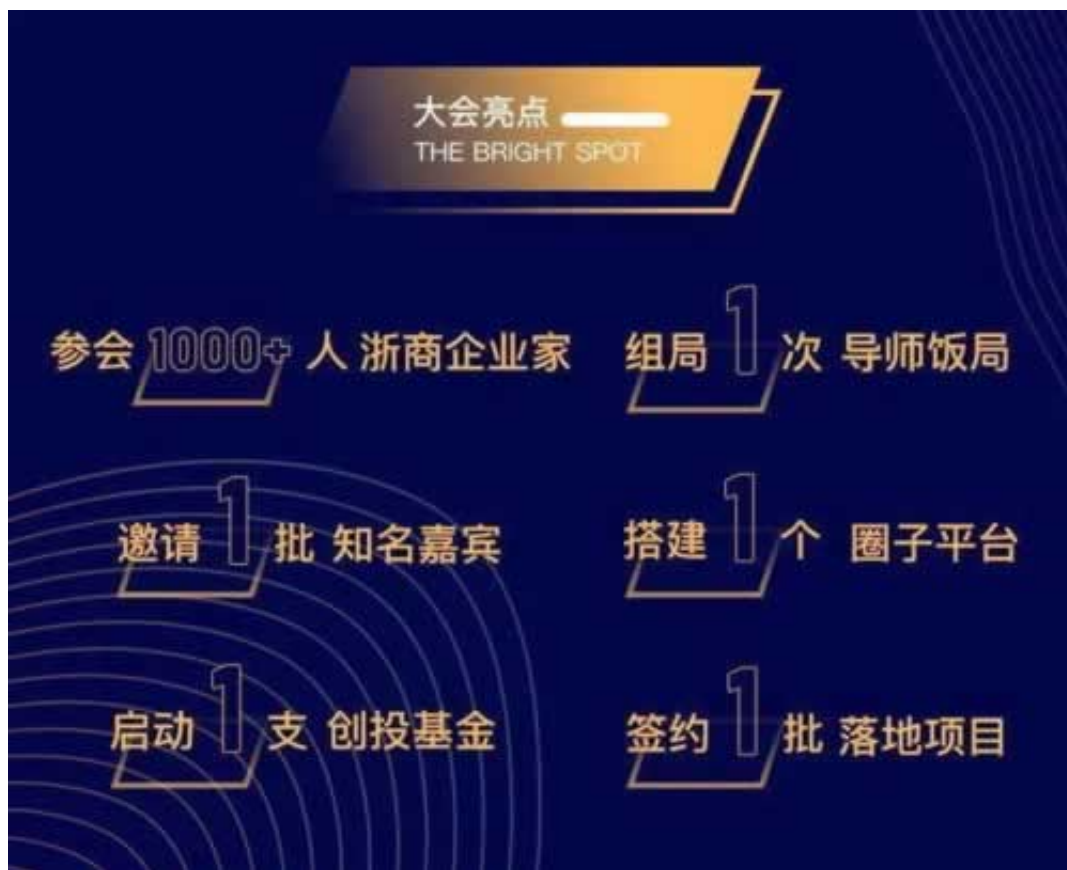 大会亮点
THE BRIGHT SPOT
参会 1000+ 人 浙商企业家
组局 1 次 导师饭局
邀请 1 批 知名嘉宾
搭建 1 个 圈子平台
启动 1 支 创投基金
签约 1 批 落地项目